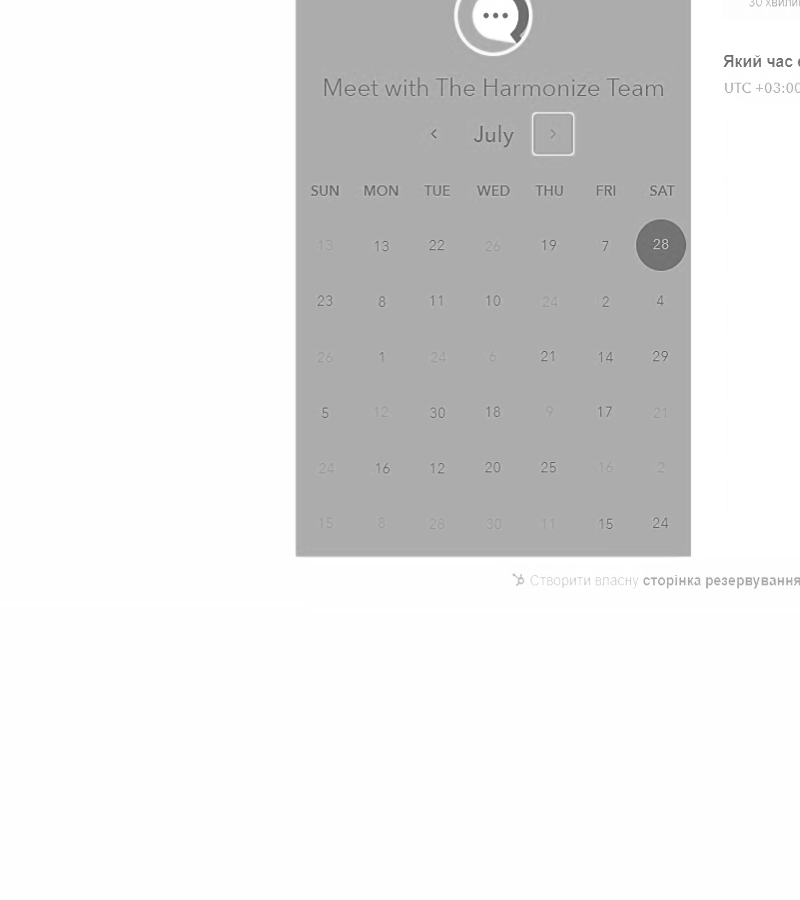 30 хвилин
Meet with The Harmonize Team
Який час
UTC +03:00
July
SUN MON TUE WED THU FRI SAT
13 13 22 26 19 7 28
23 8 11 10 24 2 4
26 1 24 6 21 14 29
5 12 30 18 9 17 21
24 16 12 20 25 16 2
15 8 28 30 11 15 24
Створити власну сторінка резервування